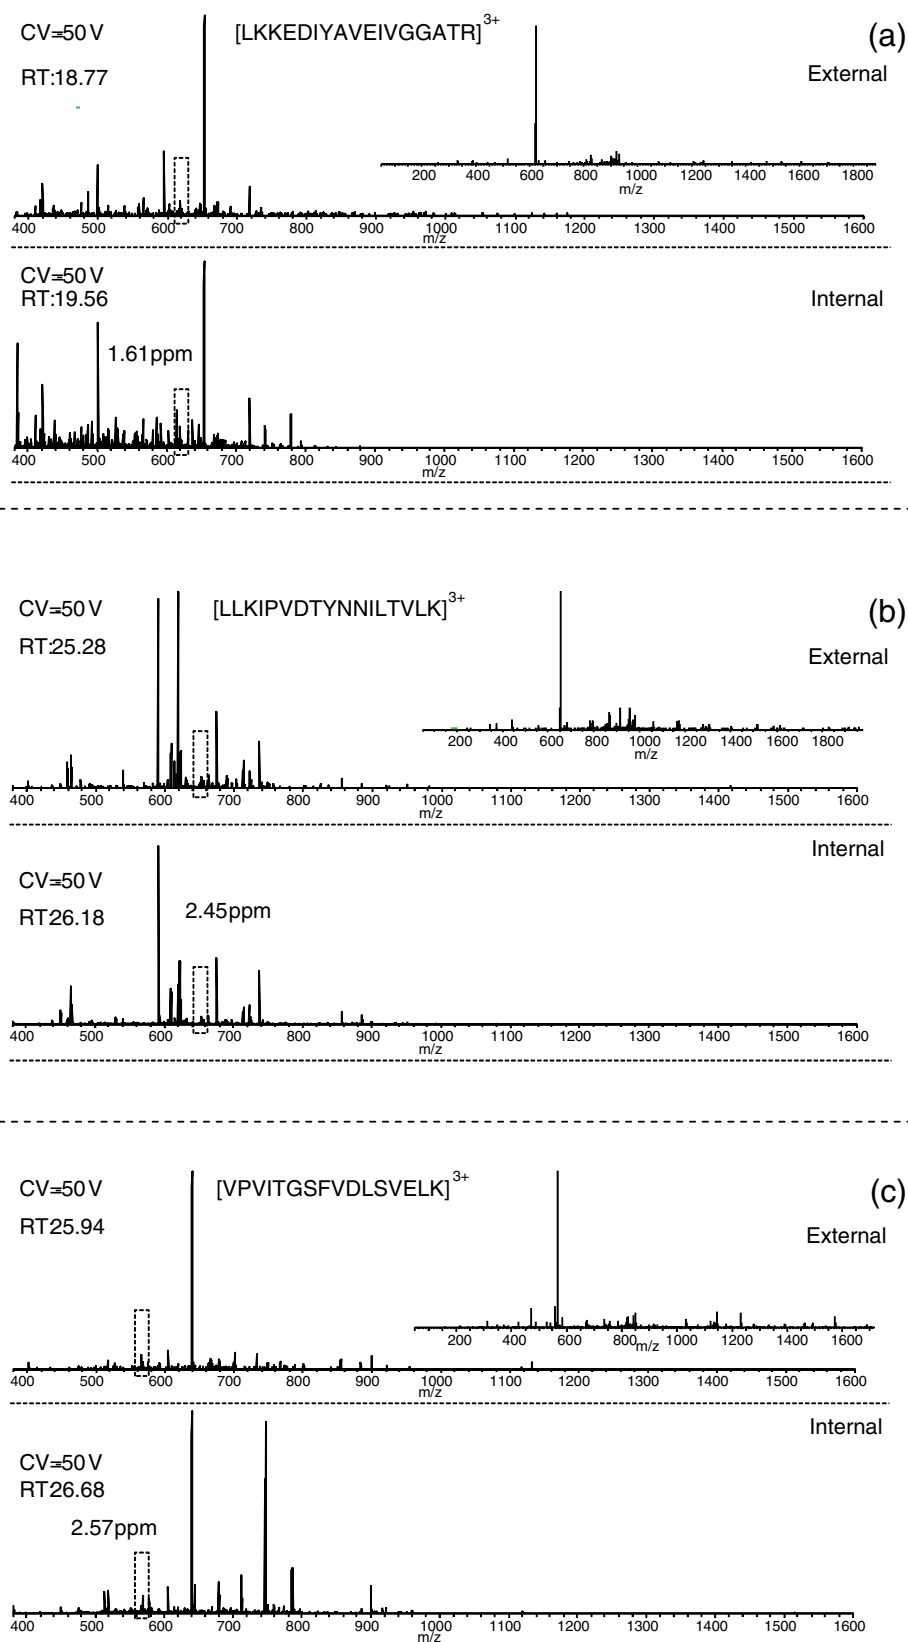 CV=50 V
[LKKEDIYAVEIVGGATR]3+
(a)
RT:18.77
External
200 400 600 800 1000 1200 1400 1600 1800
m/z
400 500 600 700 800 900 1000 1100 1200 1300 1400 1500 1600
m/z
CV=50 V
RT:19.56
Internal
1.61ppm
400 500 600 700 800 900 1000 1100 1200 1300 1400 1500 1600
m/z
CV=50 V
[LLKIPVDTYNNILTVLK]3+
(b)
RT:25.28
External
200 400 600 800 1000 1200 1400 1600 1800
m/z
400 500 600 700 800 900 1000 1100 1200 1300 1400 1500 1600
m/z
Internal
CV=50 V
RT26.18
2.45ppm
400 500 600 700 800 900 1000 1100 1200 1300 1400 1500 1600
m/z
CV=50 V
[VPVITGSFVDLSVELK]3+
(c)
RT25.94
External
200 400 600 800 1000 1200 1400 1600
m/z
400 500 600 700 800 900 1000 1100 1200 1300 1400 1500 1600
m/z
Internal
CV=50 V
RT26.68
2.57ppm
400 500 600 700 800 900 1000 1100 1200 1300 1400 1500 1600
m/z